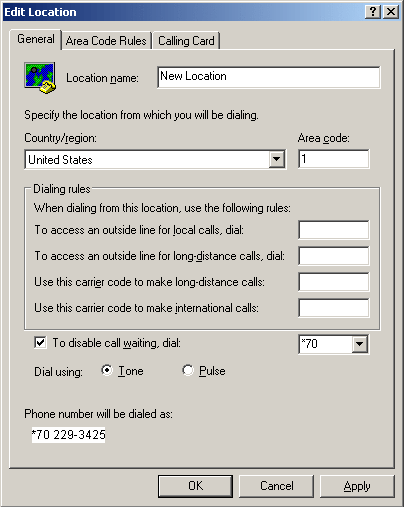 Edit Location
General Area Code Rules Calling Card
Location name: New Location
Specify the location from which you will be dialing.
Country/region: Area code:
United States 1
Dialing rules
When dialing from this location, use the following rules:
To access an outside line for local calls, dial:
To access an outside line for long-distance calls, dial:
Use this carrier code to make long-distance calls:
Use this carrier code to make international calls:
To disable call waiting, dial: *70
Dial using: Tone Pulse
Phone number will be dialed as:
*70 229-3425
OK Cancel Apply